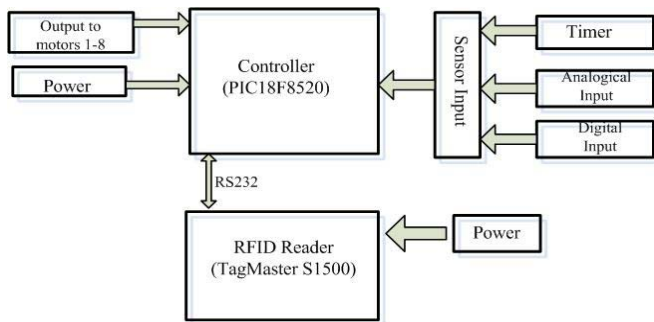 Output to
motors 1-8
Power
Controller
(PIC18F8520)
Sensor Input
Timer
Analogical
Input
Digital
Input
RS232
RFID Reader
(TagMaster S1500)
Power